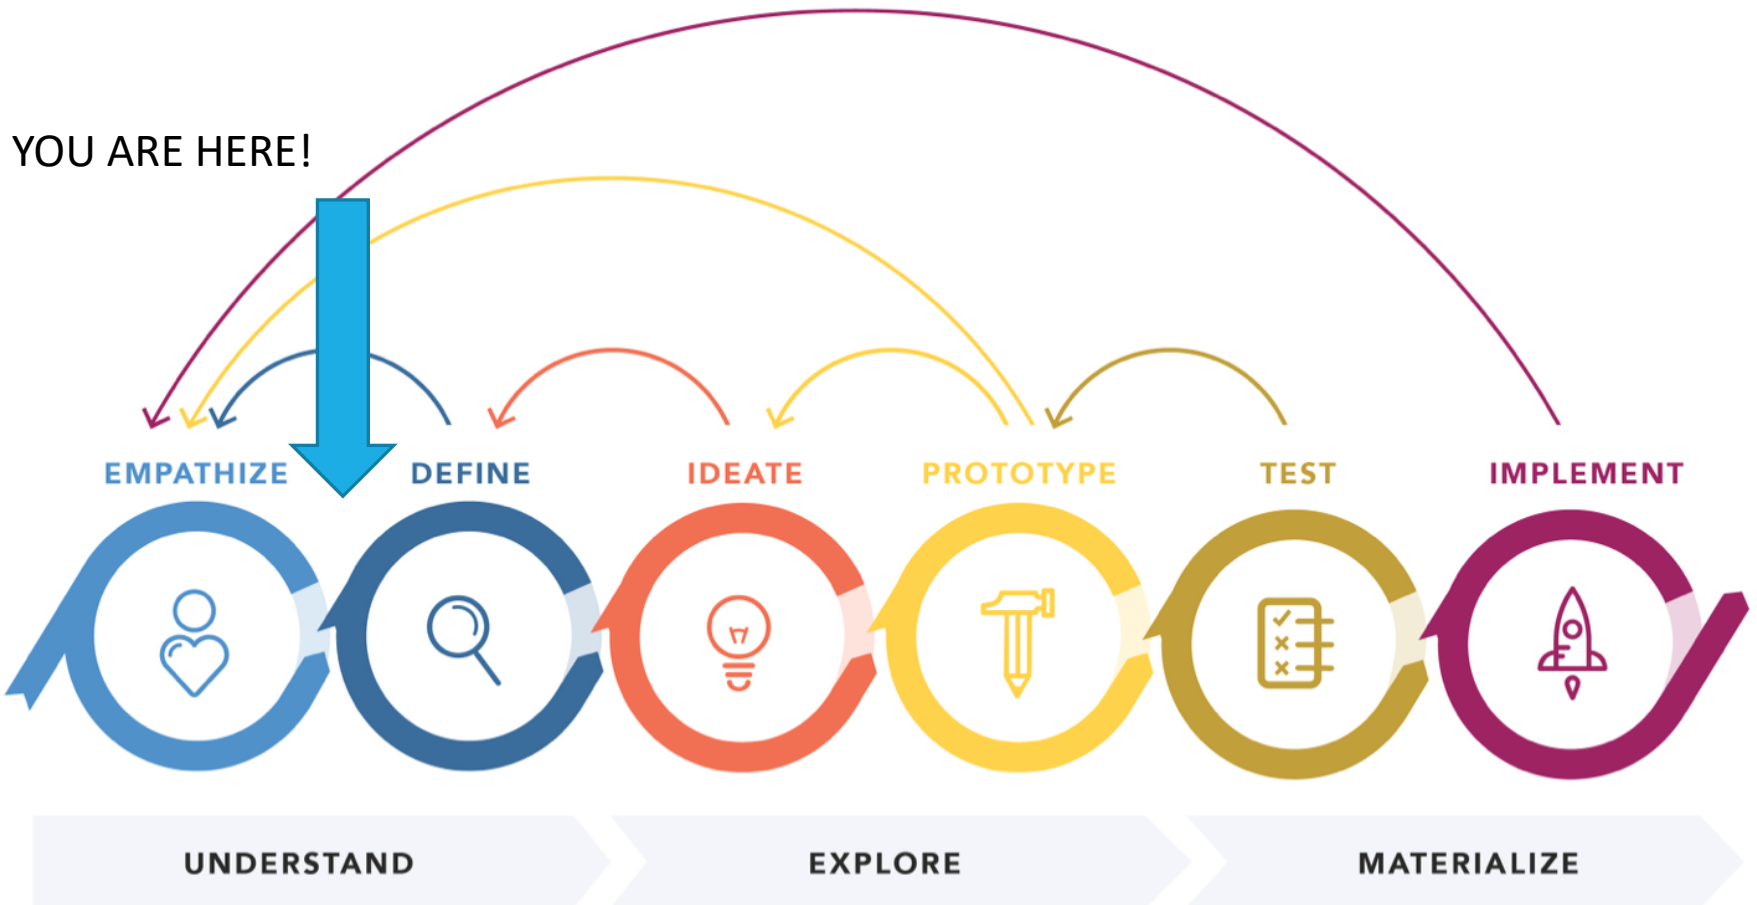 YOU ARE HERE!
EMPATHIZE DEFINE IDEATE PROTOTYPE TEST IMPLEMENT
UNDERSTAND EXPLORE MATERIALIZE